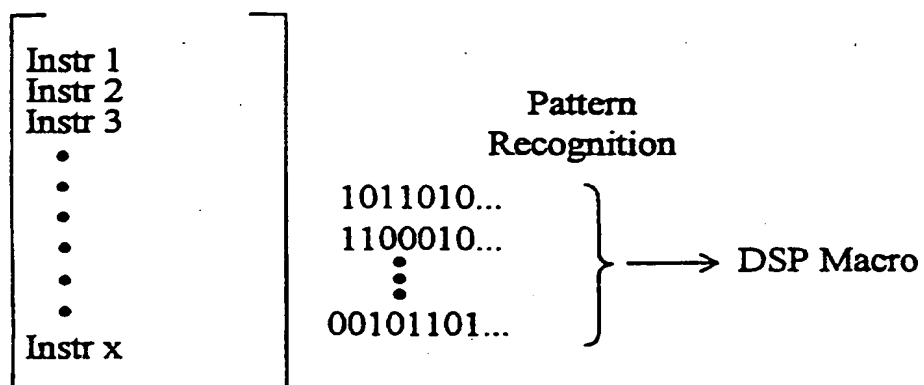 Instr 1
Instr 2
Instr 3
Instr x
Pattern
Recognition
1011010...
1100010...
00101101...
DSP Macro